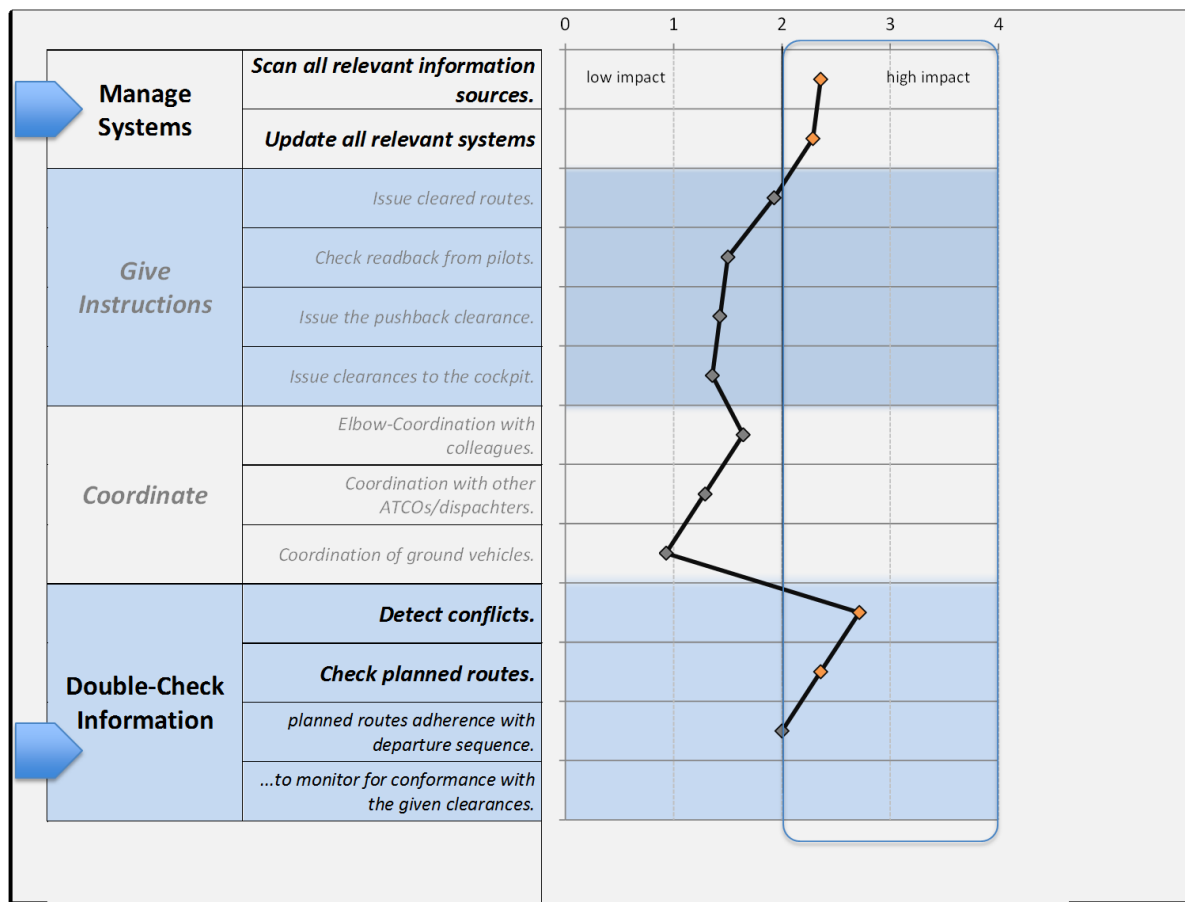 0 1 2 3 4
low impact high impact
Manage
Systems
Scan all relevant information
sources.
Update all relevant systems
Give
Instructions
Issue cleared routes.
Check readback from pilots.
Issue the pushback clearance.
Issue clearances to the cockpit.
Coordinate
Elbow-Coordination with
colleagues.
Coordination with other
ATCOs/dispachters.
Coordination of ground vehicles.
Double-Check
Information
Detect conflicts.
Check planned routes.
planned routes adherence with
departure sequence.
...to monitor for conformance with
the given clearances.